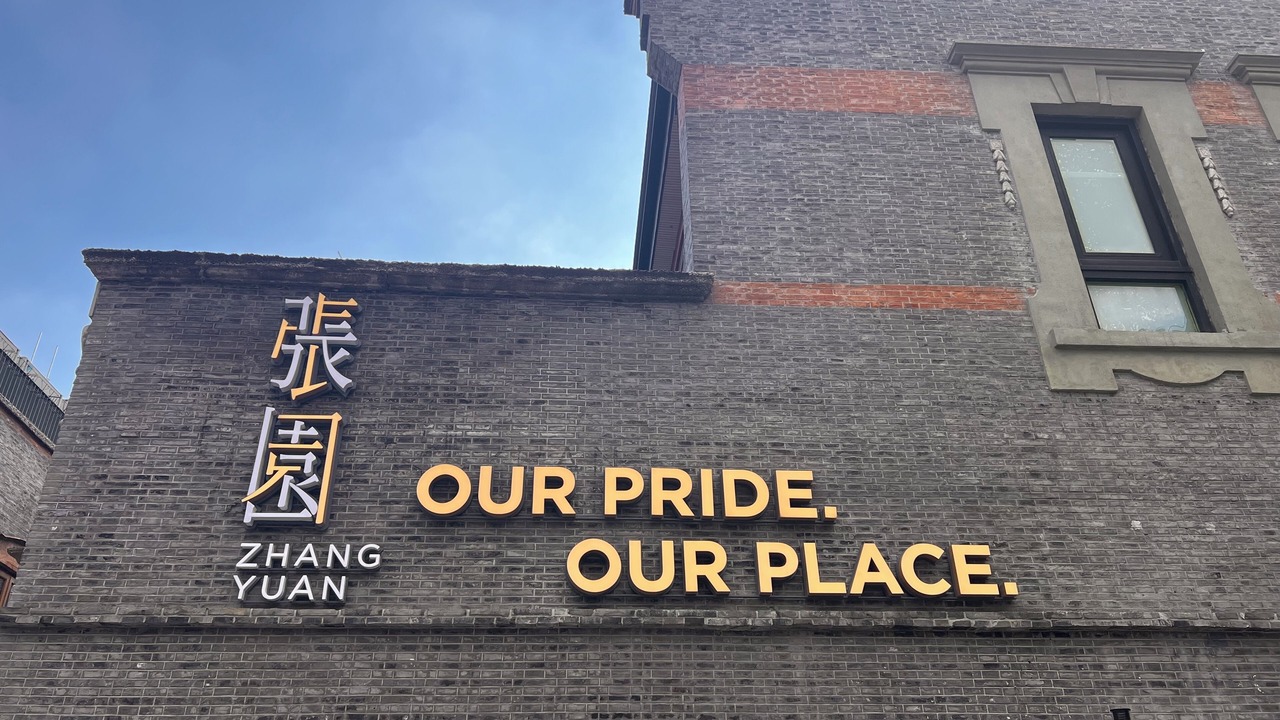 張園
ZHANG
YUAN
OUR PRIDE.
OUR PLACE.